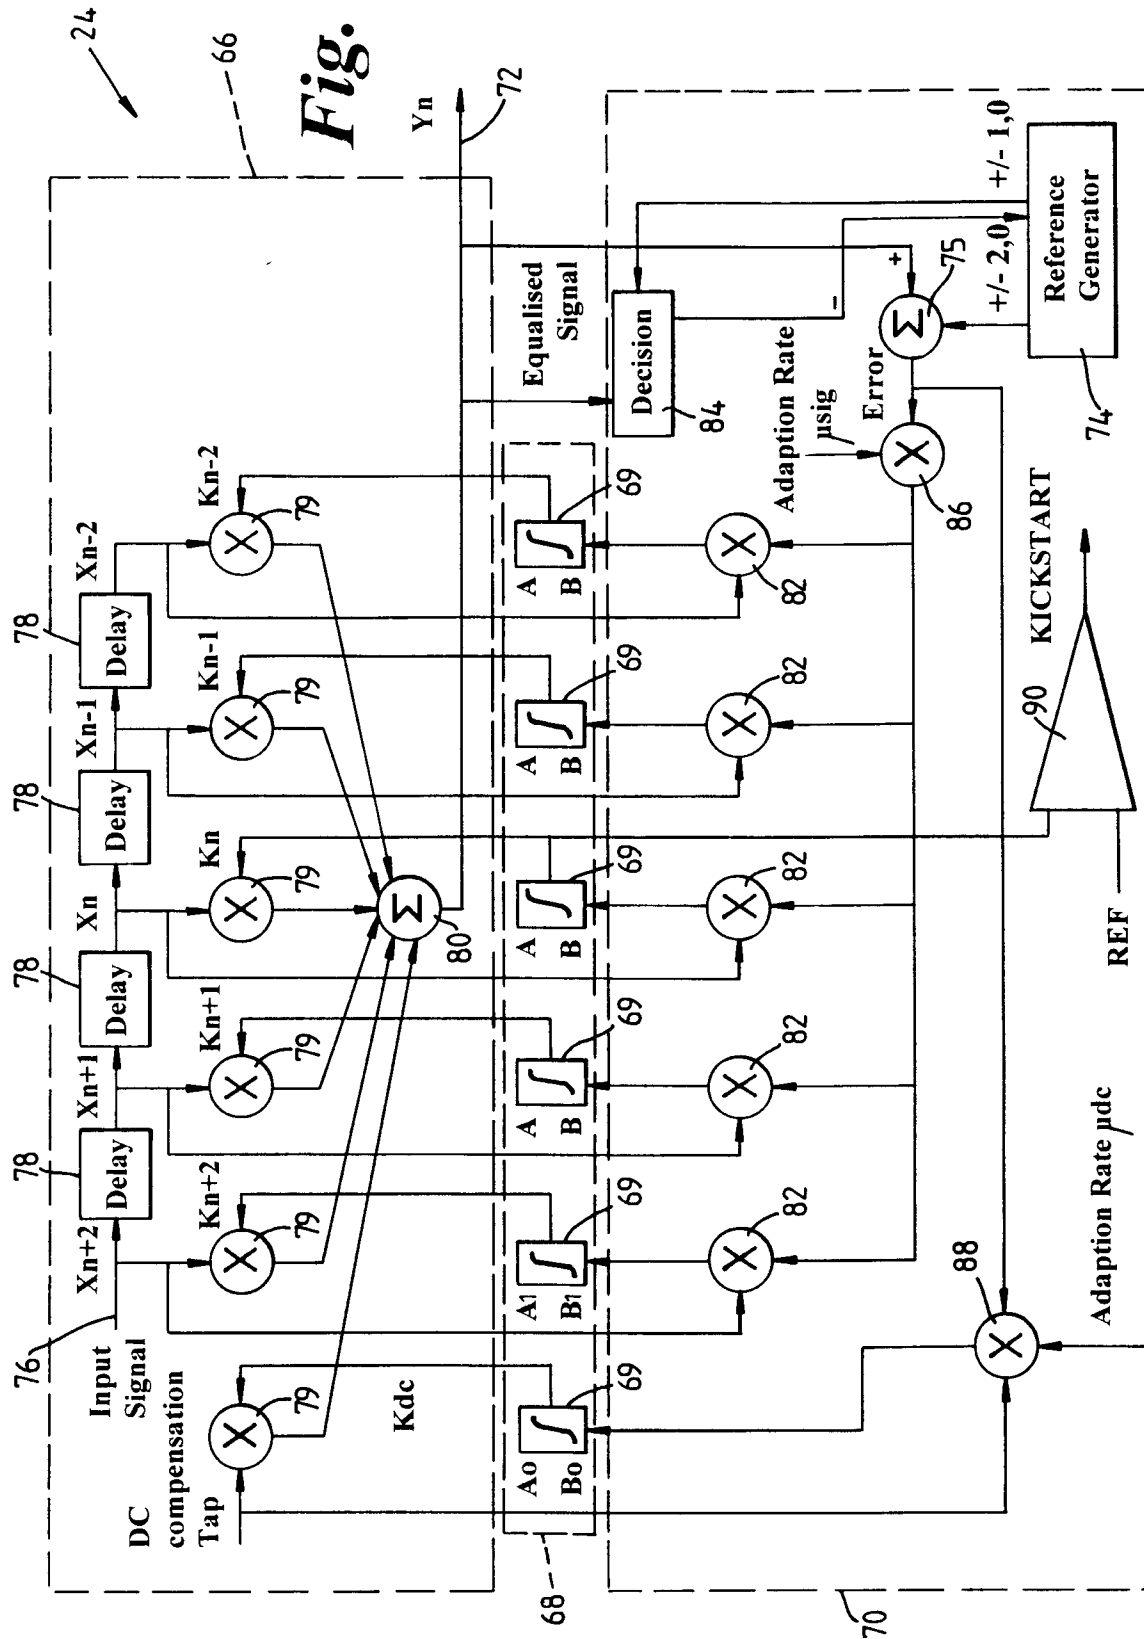 24
66
Fig.
76
Input
Signal
Xn+2
78
Delay
Xn+1
78
Delay
Xn
78
Delay
Xn-1
78
Delay
Xn-2
DC
compensation
Tap
79
Kn+2
79
Kn+1
79
Kn
79
Kn-1
79
Kn-2
79
Kdc
Σ
80
Yn
72
Equalised
Signal
68
Ao
Bo
69
A1
B1
69
A
B
69
A
B
69
A
B
69
A
B
69
Decision
84
82
82
82
82
82
Adaption Rate
µsig
Error
86
+
−
Σ
75
+/- 2,0
+/- 1,0
Reference
Generator
74
88
Adaption Rate µdc
REF
90
KICKSTART
70